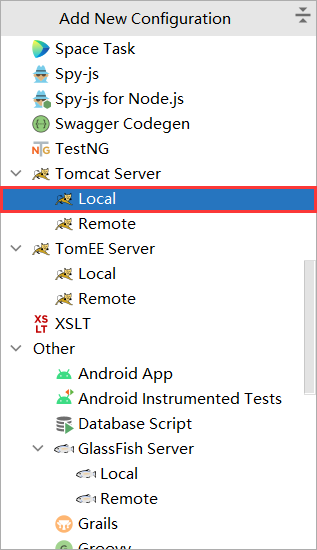 Add New Configuration
Space Task
Spy-js
Spy-js for Node.js
Swagger Codegen
TestNG
Tomcat Server
Local
Remote
TomEE Server
Local
Remote
XSLT
Other
Android App
Android Instrumented Tests
Database Script
GlassFish Server
Local
Remote
Grails
Groovy